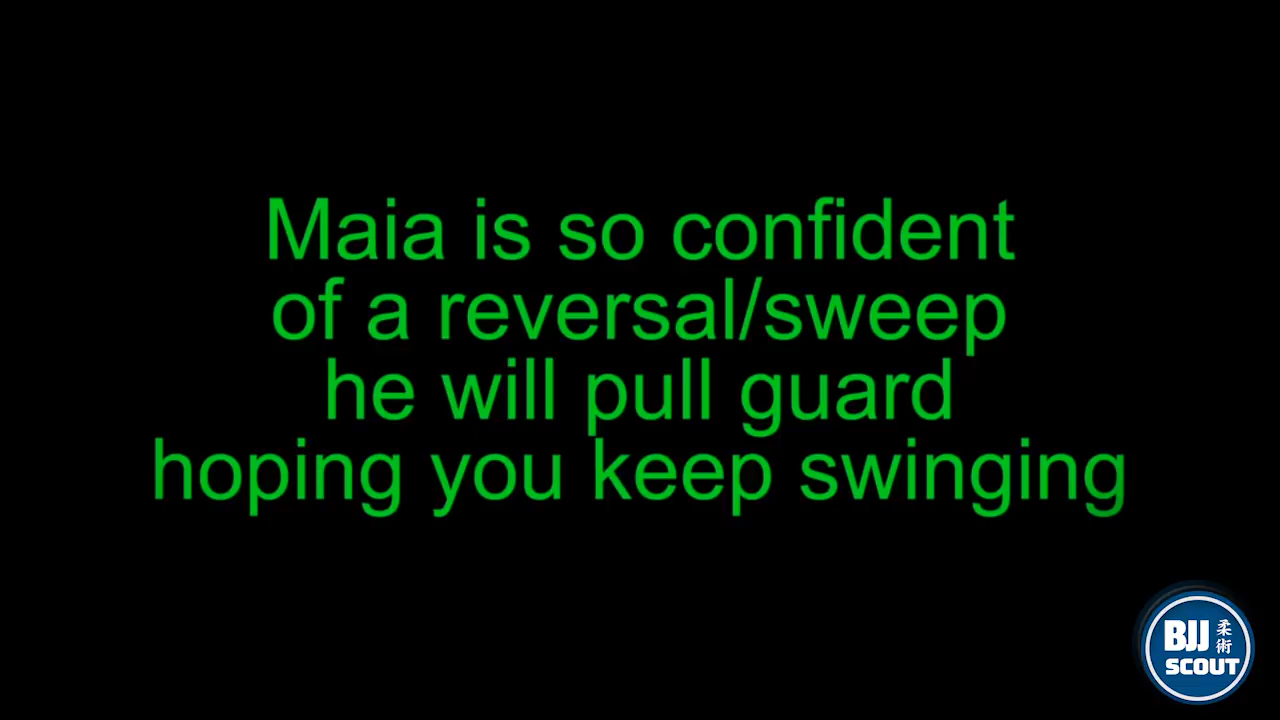 Maia is so confident
of a reversal/sweep
he will pull guard
hoping you keep swinging
BJJ 柔術
SCOUT